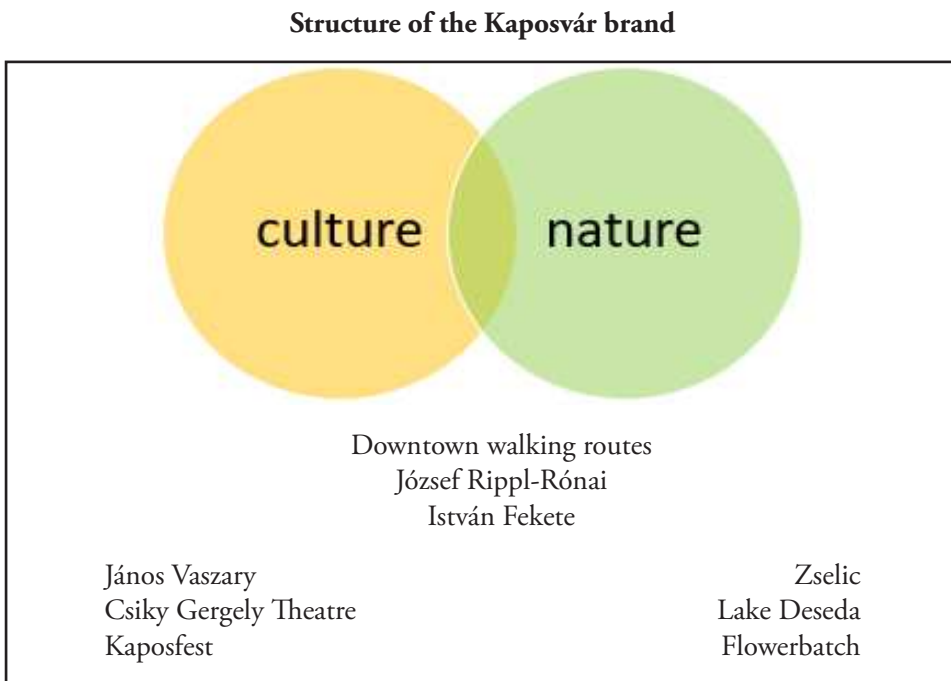 Structure of the Kaposvár brand
culture
nature
Downtown walking routes
József Rippl-Rónai
István Fekete
János Vaszary
Csiky Gergely Theatre
Kaposfest
Zselic
Lake Deseda
Flowerbatch